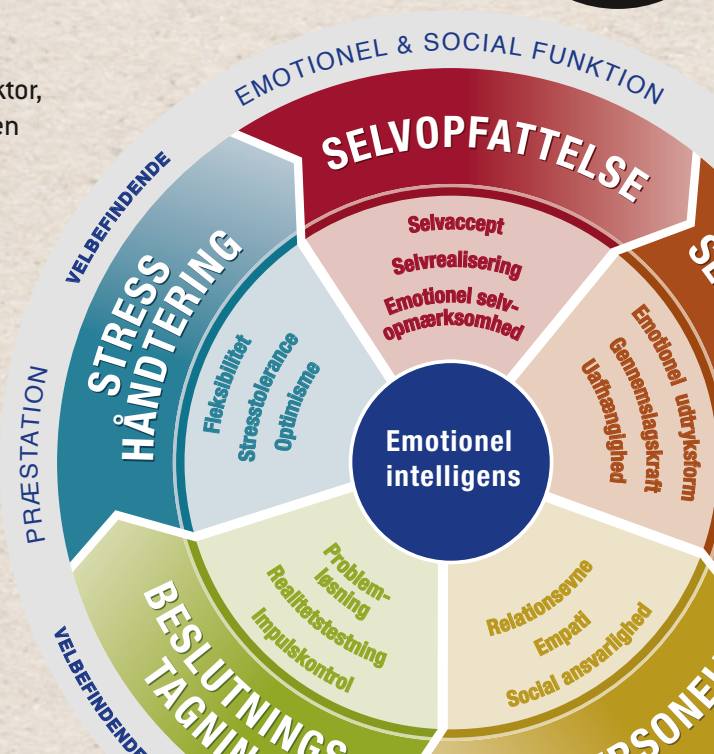 EMOTIONEL & SOCIAL FUNKTION
SELVOPFATTELSE
Selvaccept
Selvrealisering
Emotionel selv-
opmærksomhed
Emotionel udtryksform
Gennemslagskraft
Uafhængighed
Relationsevne
Empati
Social ansvarlighed
Problem-
løsning
Realitetstestning
Impulskontrol
BESLUTNINGS
VELBEFINDENDE
PRÆSTATION
VELBEFINDENDE
STRESS
HÅNDTERING
Fleksibilitet
Stresstolerance
Optimisme
Emotionel
intelligens